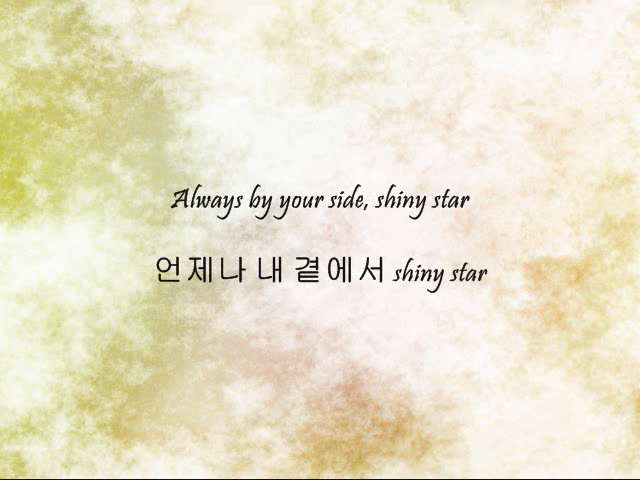 Always by your side, shiny star
언제나 내 곁에서 shiny star